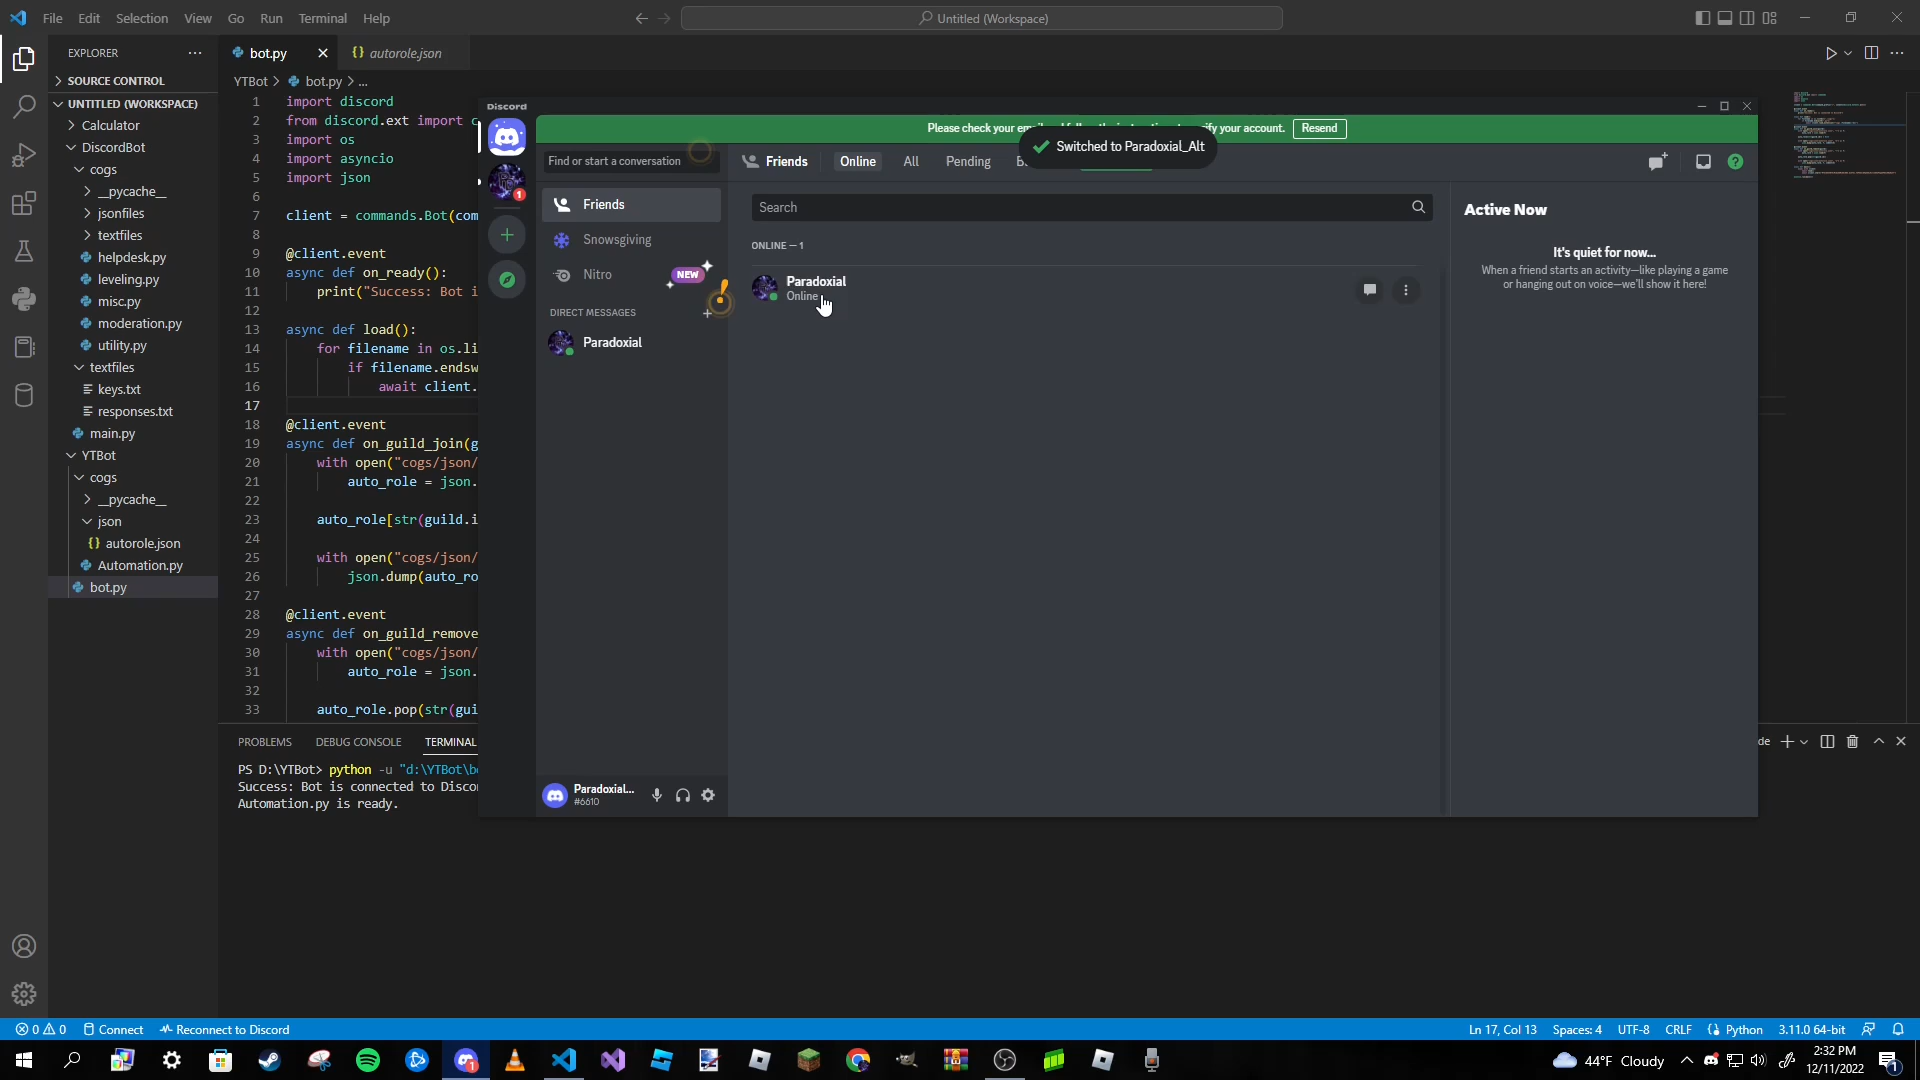 File Edit Selection View Go Run Terminal Help
Untitled (Workspace)
EXPLORER
SOURCE CONTROL
UNTITLED (WORKSPACE)
Calculator
DiscordBot
cogs
__pycache__
jsonfiles
textfiles
helpdesk.py
leveling.py
misc.py
moderation.py
utility.py
textfiles
keys.txt
responses.txt
main.py
YTBot
cogs
__pycache__
json
autorole.json
Automation.py
bot.py
bot.py
autorole.json
YTBot > bot.py > ...
1 import discord
2 from discord.ext import c
3 import os
4 import asyncio
5 import json
6
7 client = commands.Bot(com
8
9 @client.event
10 async def on_ready():
11 print("Success: Bot i
12
13 async def load():
14 for filename in os.li
15 if filename.endsw
16 await client.
17
18 @client.event
19 async def on_guild_join(g
20 with open("cogs/json/
21 auto_role = json.
22
23 auto_role[str(guild.i
24
25 with open("cogs/json/
26 json.dump(auto_ro
27
28 @client.event
29 async def on_guild_remove
30 with open("cogs/json/
31 auto_role = json.
32
33 auto_role.pop(str(gui
PROBLEMS DEBUG CONSOLE TERMINAL
de
PS D:\YTBot> python -u "d:\YTBot\b
Success: Bot is connected to Disco
Automation.py is ready.
Discord
Please check your em
y your account.
Resend
Switched to Paradoxial_Alt
Find or start a conversation
Friends
Online
All
Pending
B
1
Friends
Snowsgiving
Nitro
NEW
DIRECT MESSAGES
Paradoxial
Search
ONLINE — 1
Paradoxial
Online
Active Now
It's quiet for now...
When a friend starts an activity—like playing a game
or hanging out on voice—we'll show it here!
Paradoxial...
#6610
0 0 Connect Reconnect to Discord
Ln 17, Col 13 Spaces: 4 UTF-8 CRLF Python 3.11.0 64-bit
44°F Cloudy
2:32 PM
12/11/2022
1